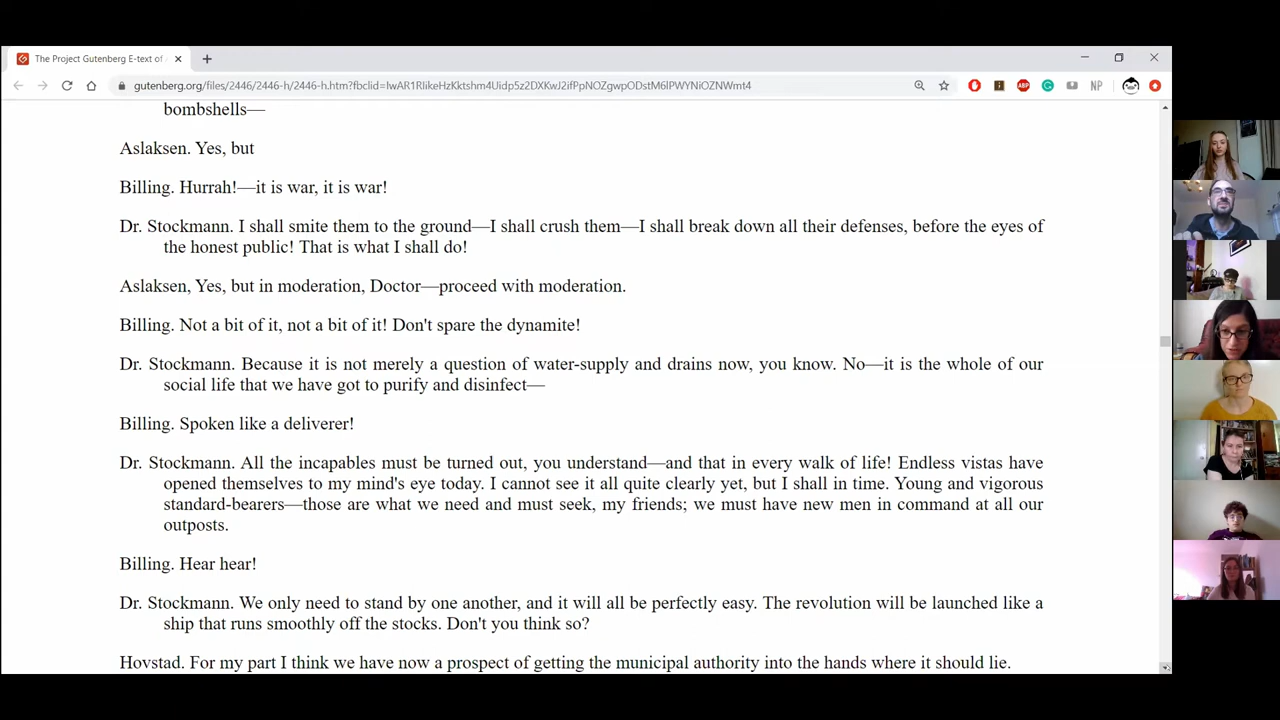 The Project Gutenberg E-text of
gutenberg.org/files/2446/2446-h/2446-h.htm?fbclid=IwAR1RIikeHzKktshm4Uidp5z2DXKwJ2ifPpNOZgwpODstM6lPWYNiOZNWmt4
ABP
NP
bombshells—
Aslaksen. Yes, but
Billing. Hurrah!—it is war, it is war!
Dr. Stockmann. I shall smite them to the ground—I shall crush them—I shall break down all their defenses, before the eyes of
the honest public! That is what I shall do!
Aslaksen, Yes, but in moderation, Doctor—proceed with moderation.
Billing. Not a bit of it, not a bit of it! Don't spare the dynamite!
Dr. Stockmann. Because it is not merely a question of water-supply and drains now, you know. No—it is the whole of our
social life that we have got to purify and disinfect—
Billing. Spoken like a deliverer!
Dr. Stockmann. All the incapables must be turned out, you understand—and that in every walk of life! Endless vistas have
opened themselves to my mind's eye today. I cannot see it all quite clearly yet, but I shall in time. Young and vigorous
standard-bearers—those are what we need and must seek, my friends; we must have new men in command at all our
outposts.
Billing. Hear hear!
Dr. Stockmann. We only need to stand by one another, and it will all be perfectly easy. The revolution will be launched like a
ship that runs smoothly off the stocks. Don't you think so?
Hovstad. For my part I think we have now a prospect of getting the municipal authority into the hands where it should lie.